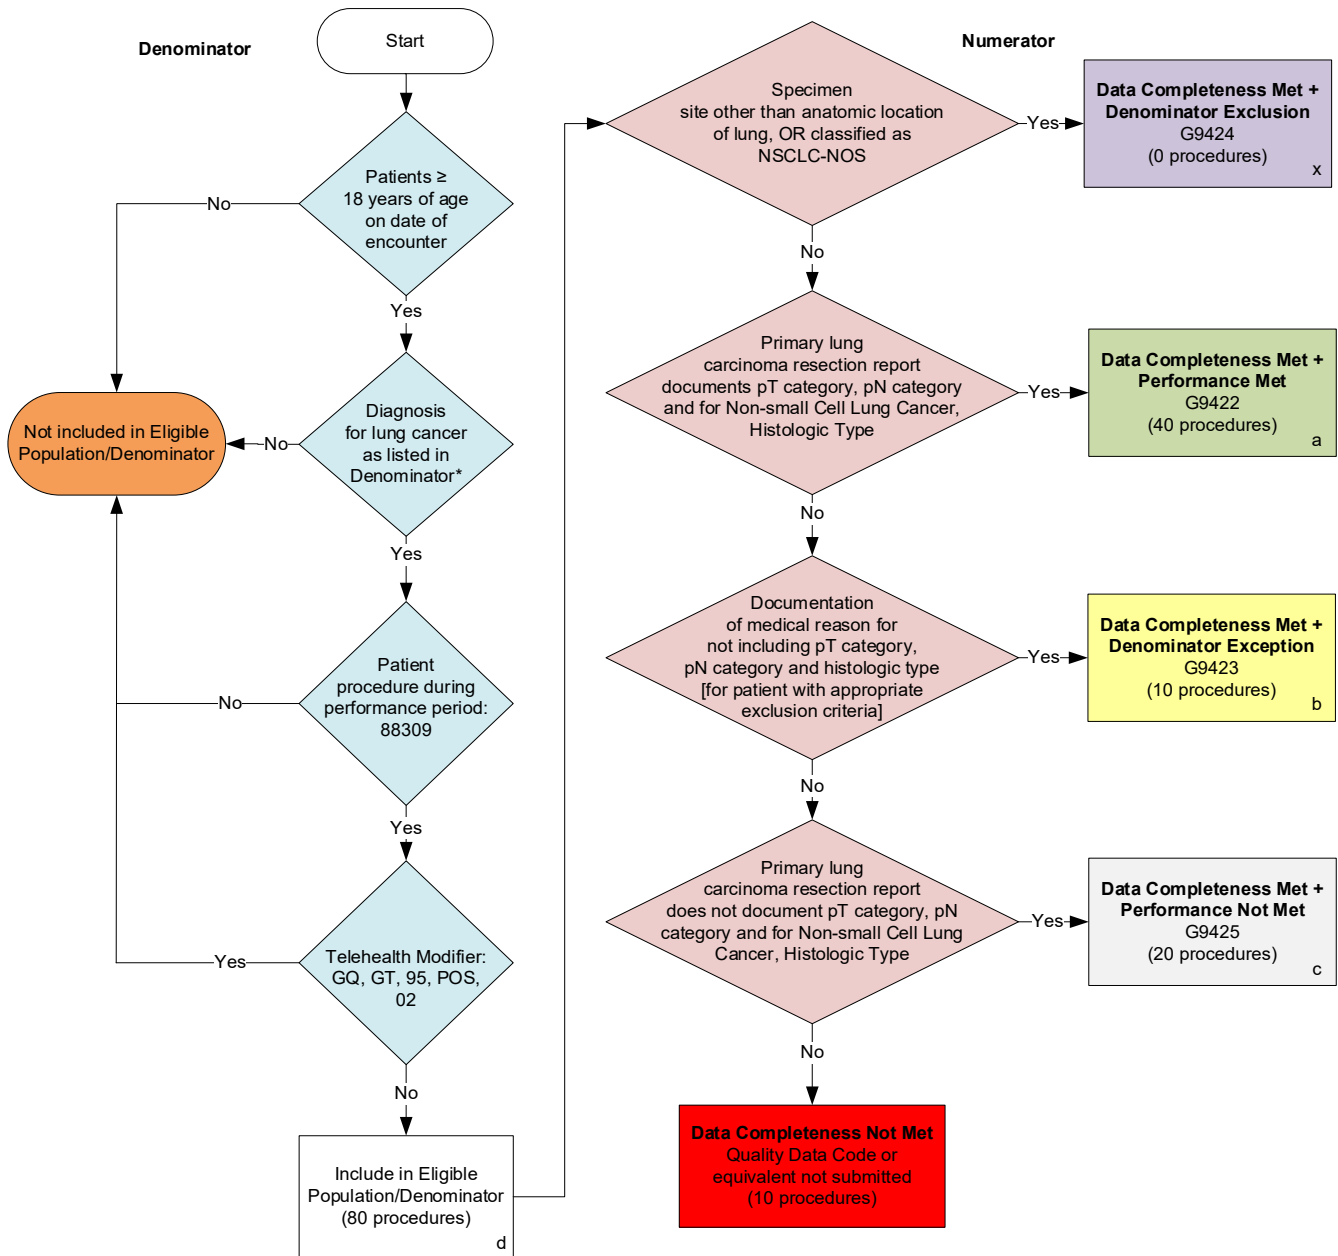 Denominator
Start
Patients ≥
18 years of age
on date of
encounter
No
Yes
Diagnosis
for lung cancer
as listed in
Denominator*
No
Not included in Eligible
Population/Denominator
Yes
Patient
procedure during
performance period:
88309
No
Yes
Telehealth Modifier:
GQ, GT, 95, POS,
02
Yes
No
Include in Eligible
Population/Denominator
(80 procedures)
d
Numerator
Specimen
site other than anatomic location
of lung, OR classified as
NSCLC-NOS
Yes
Data Completeness Met +
Denominator Exclusion
G9424
(0 procedures)
x
No
Primary lung
carcinoma resection report
documents pT category, pN category
and for Non-small Cell Lung Cancer,
Histologic Type
Yes
Data Completeness Met +
Performance Met
G9422
(40 procedures)
a
No
Documentation
of medical reason for
not including pT category,
pN category and histologic type
[for patient with appropriate
exclusion criteria]
Yes
Data Completeness Met +
Denominator Exception
G9423
(10 procedures)
b
No
Primary lung
carcinoma resection report
does not document pT category, pN
category and for Non-small Cell Lung
Cancer, Histologic Type
Yes
Data Completeness Met +
Performance Not Met
G9425
(20 procedures)
c
No
Data Completeness Not Met
Quality Data Code or
equivalent not submitted
(10 procedures)